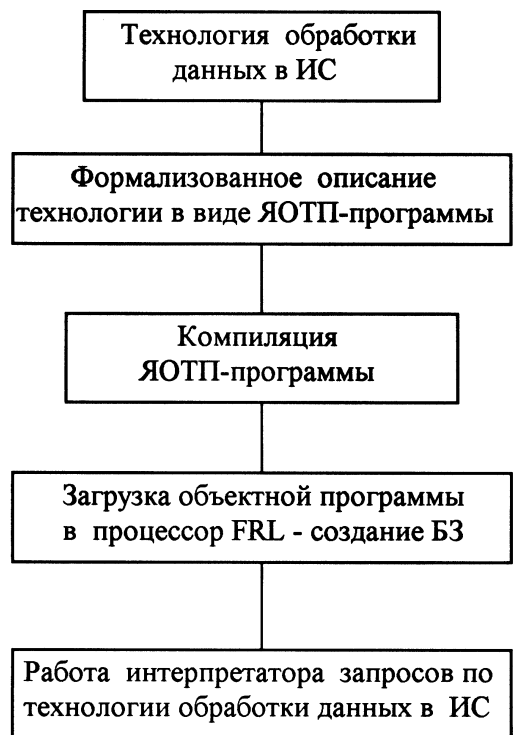 Технология обработки
данных в ИС
Формализованное описание
технологии в виде ЯОТП-программы
Компиляция
ЯОТП-программы
Загрузка объектной программы
в процессор FRL - создание БЗ
Работа интерпретатора запросов по
технологии обработки данных в ИС